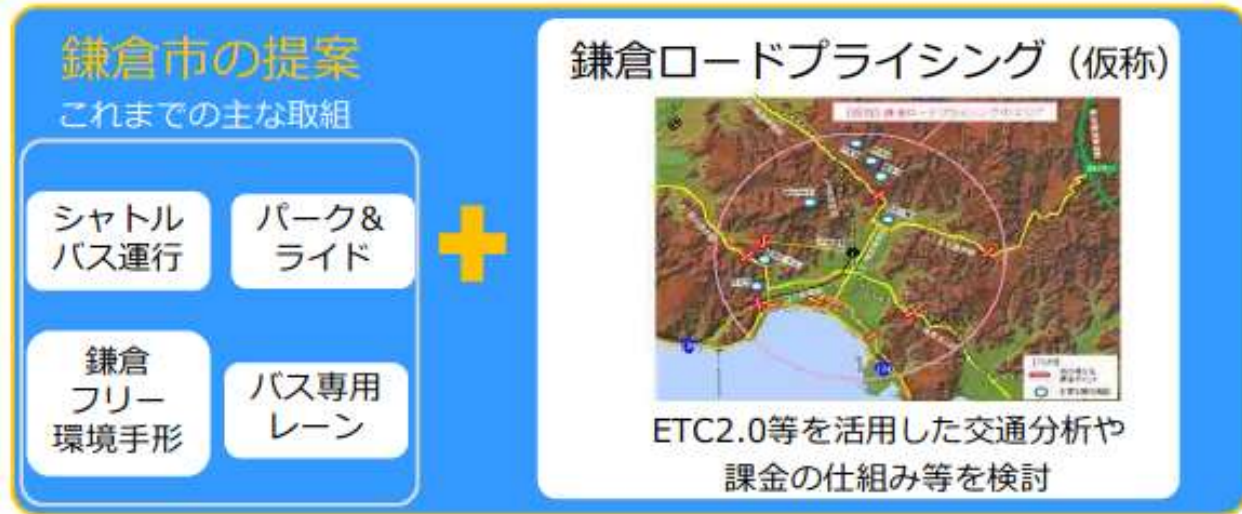 鎌倉市の提案
これまでの主な取組
シャトル
バス運行
パーク&
ライド
鎌倉
フリー
環境手形
バス専用
レーン
鎌倉ロードプライシング（仮称）
134
ETC2.0等を活用した交通分析や
課金の仕組み等を検討